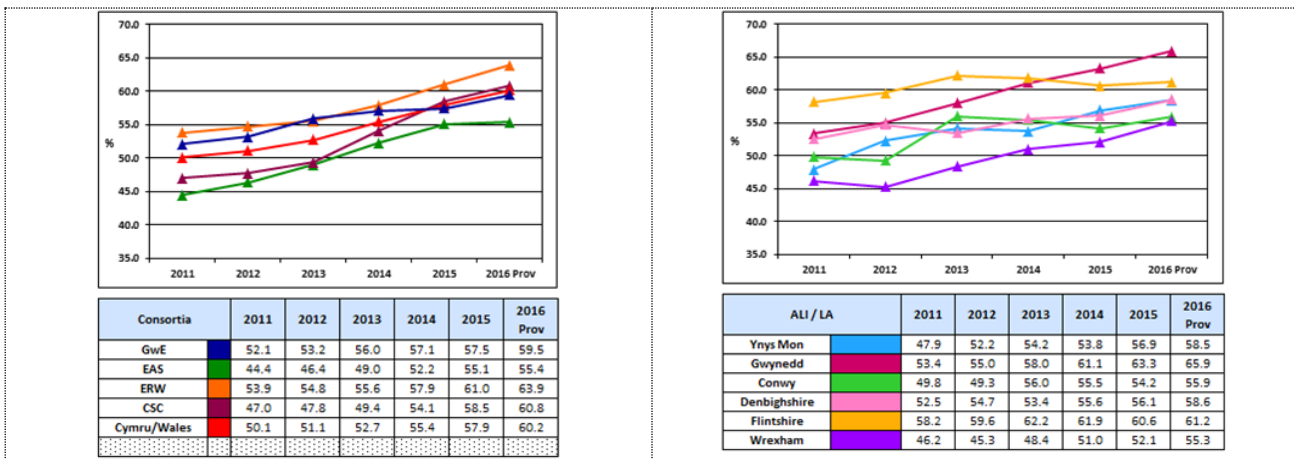 70.0
65.0
60.0
55.0
%
50.0
45.0
40.0
35.0
2011 2012 2013 2014 2015 2016 Prov
Consortia 2011 2012 2013 2014 2015 2016 Prov
GwE 52.1 53.2 56.0 57.1 57.5 59.5
EAS 44.4 46.4 49.0 52.2 55.1 55.4
ERW 53.9 54.8 55.6 57.9 61.0 63.9
CSC 47.0 47.8 49.4 54.1 58.5 60.8
Cymru/Wales 50.1 51.1 52.7 55.4 57.9 60.2
70.0
65.0
60.0
55.0
%
50.0
45.0
40.0
35.0
2011 2012 2013 2014 2015 2016 Prov
ALI / LA 2011 2012 2013 2014 2015 2016 Prov
Ynys Mon 47.9 52.2 54.2 53.8 56.9 58.5
Gwynedd 53.4 55.0 58.0 61.1 63.3 65.9
Conwy 49.8 49.3 56.0 55.5 54.2 55.9
Denbighshire 52.5 54.7 53.4 55.6 56.1 58.6
Flintshire 58.2 59.6 62.2 61.9 60.6 61.2
Wrexham 46.2 45.3 48.4 51.0 52.1 55.3